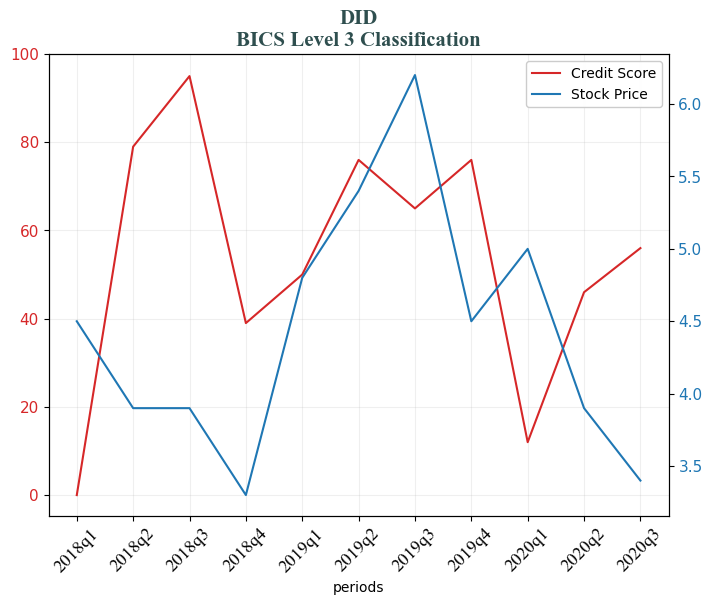 DID
BICS Level 3 Classification
Credit Score
Stock Price
100
80
60
40
20
0
6.0
5.5
5.0
4.5
4.0
3.5
2018q1
2018q2
2018q3
2018q4
2019q1
2019q2
2019q3
2019q4
2020q1
2020q2
2020q3
periods